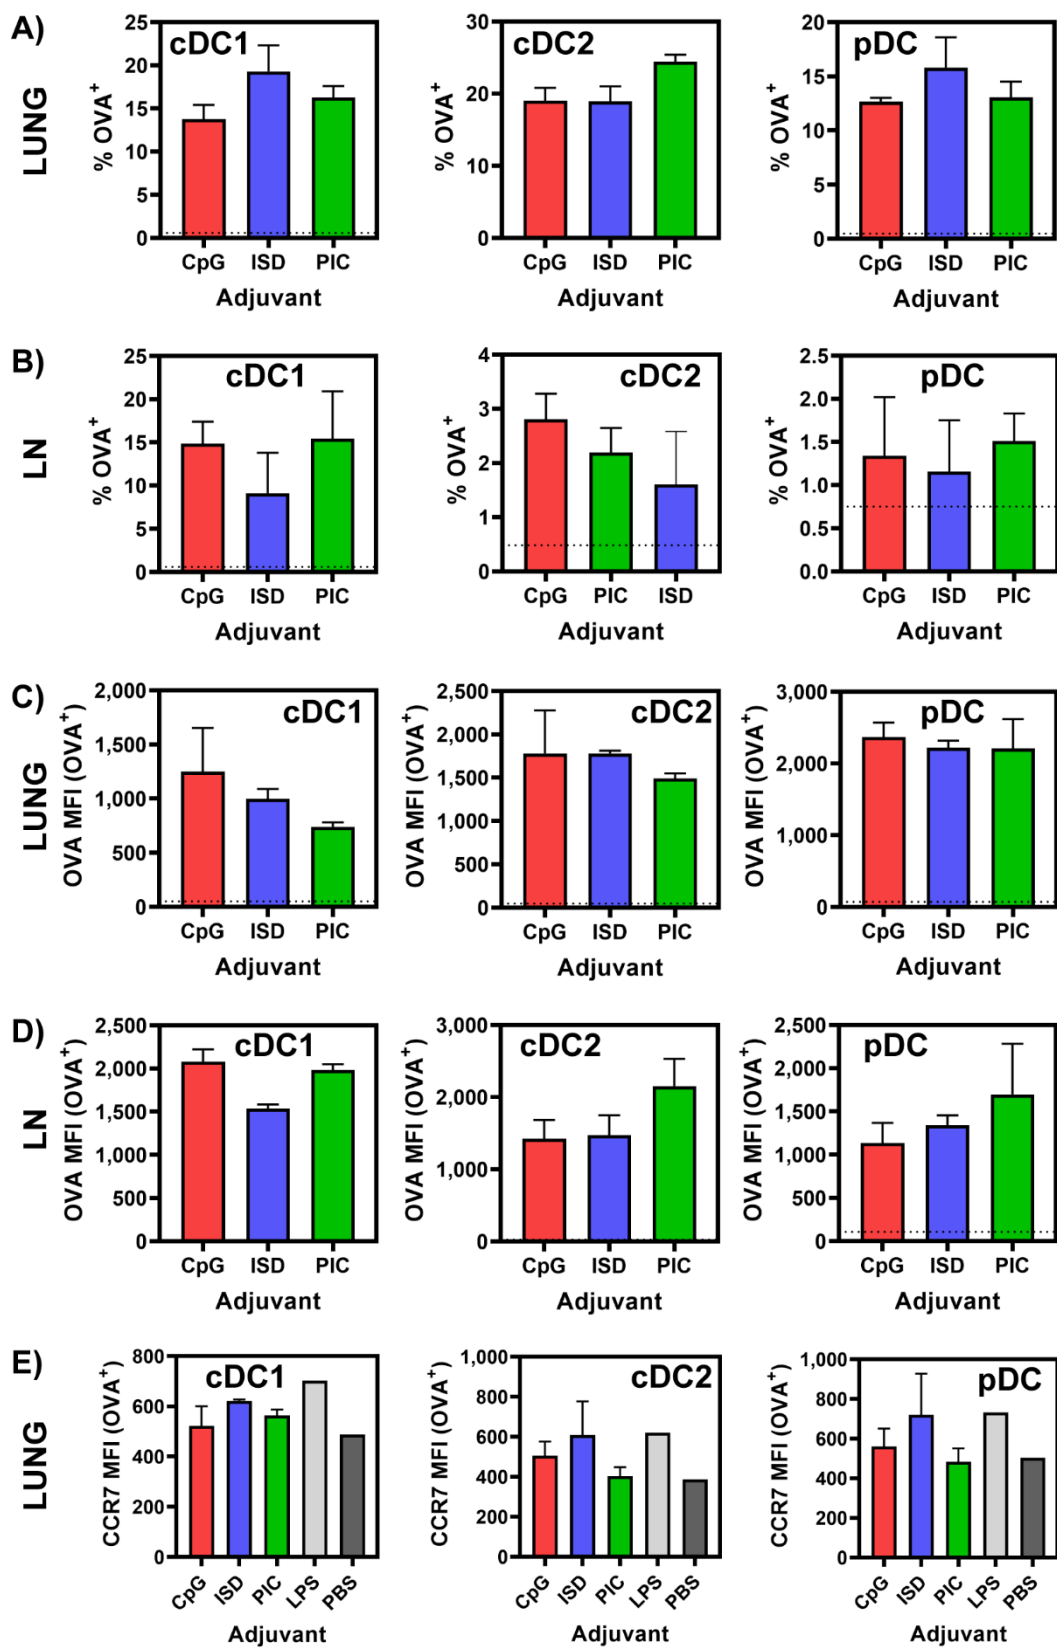 A)
LUNG
cDC1
% OVA+
25
20
15
10
5
0
CpG ISD PIC
Adjuvant
cDC2
% OVA+
30
20
10
0
CpG ISD PIC
Adjuvant
pDC
% OVA+
20
15
10
5
0
CpG ISD PIC
Adjuvant
B)
LN
cDC1
% OVA+
25
20
15
10
5
0
CpG ISD PIC
Adjuvant
cDC2
% OVA+
4
3
2
1
0
CpG PIC ISD
Adjuvant
pDC
% OVA+
2.5
2.0
1.5
1.0
0.5
0.0
CpG ISD PIC
Adjuvant
C)
LUNG
cDC1
OVA MFI (OVA+)
2,000
1,500
1,000
500
0
CpG ISD PIC
Adjuvant
cDC2
OVA MFI (OVA+)
2,500
2,000
1,500
1,000
500
0
CpG ISD PIC
Adjuvant
pDC
OVA MFI (OVA+)
3,000
2,000
1,000
0
CpG ISD PIC
Adjuvant
D)
LN
cDC1
OVA MFI (OVA+)
2,500
2,000
1,500
1,000
500
0
CpG ISD PIC
Adjuvant
cDC2
OVA MFI (OVA+)
3,000
2,000
1,000
0
CpG ISD PIC
Adjuvant
pDC
OVA MFI (OVA+)
2,500
2,000
1,500
1,000
500
0
CpG ISD PIC
Adjuvant
E)
LUNG
cDC1
CCR7 MFI (OVA+)
800
600
400
200
0
CpG ISD PIC LPS PBS
Adjuvant
cDC2
CCR7 MFI (OVA+)
1,000
800
600
400
200
0
CpG ISD PIC LPS PBS
Adjuvant
pDC
CCR7 MFI (OVA+)
1,000
800
600
400
200
0
CpG ISD PIC LPS PBS
Adjuvant